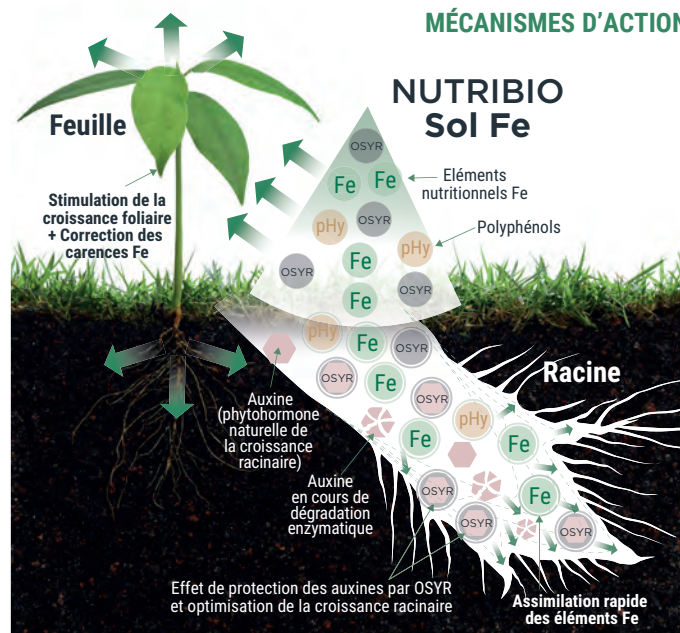 MÉCANISMES D'ACTION
NUTRIBIO
Sol Fe
Feuille
Stimulation de la
croissance foliaire
+ Correction des
carences Fe
OSYR
Fe
Fe
Eléments
nutritionnels Fe
pHy
OSYR
Polyphénols
pHy
Fe
OSYR
OSYR
Fe
pHy
Fe
OSYR
Racine
OSYR
Fe
OSYR
Auxine
(phytohormone
naturelle de
la croissance
racinaire)
pHy
Fe
Fe
Auxine
en cours de
dégradation
enzymatique
OSYR
Fe
OSYR
OSYR
Effet de protection des auxines par OSYR
et optimisation de la croissance racinaire
Assimilation rapide
des éléments Fe